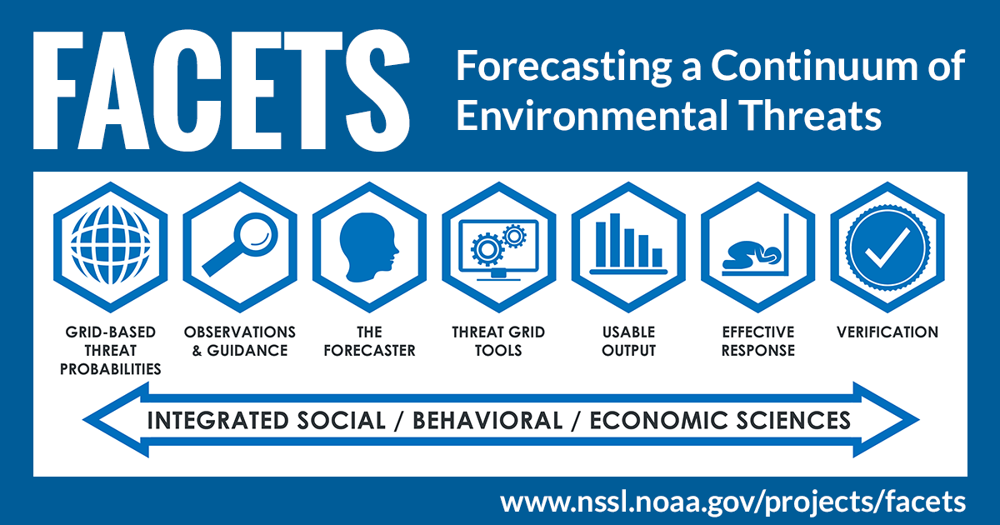 FACETS
Forecasting a Continuum of
Environmental Threats
GRID-BASED
THREAT
PROBABILITIES
OBSERVATIONS
& GUIDANCE
THE
FORECASTER
THREAT GRID
TOOLS
USABLE
OUTPUT
EFFECTIVE
RESPONSE
VERIFICATION
INTEGRATED SOCIAL / BEHAVIORAL / ECONOMIC SCIENCES
www.nssl.noaa.gov/projects/facets